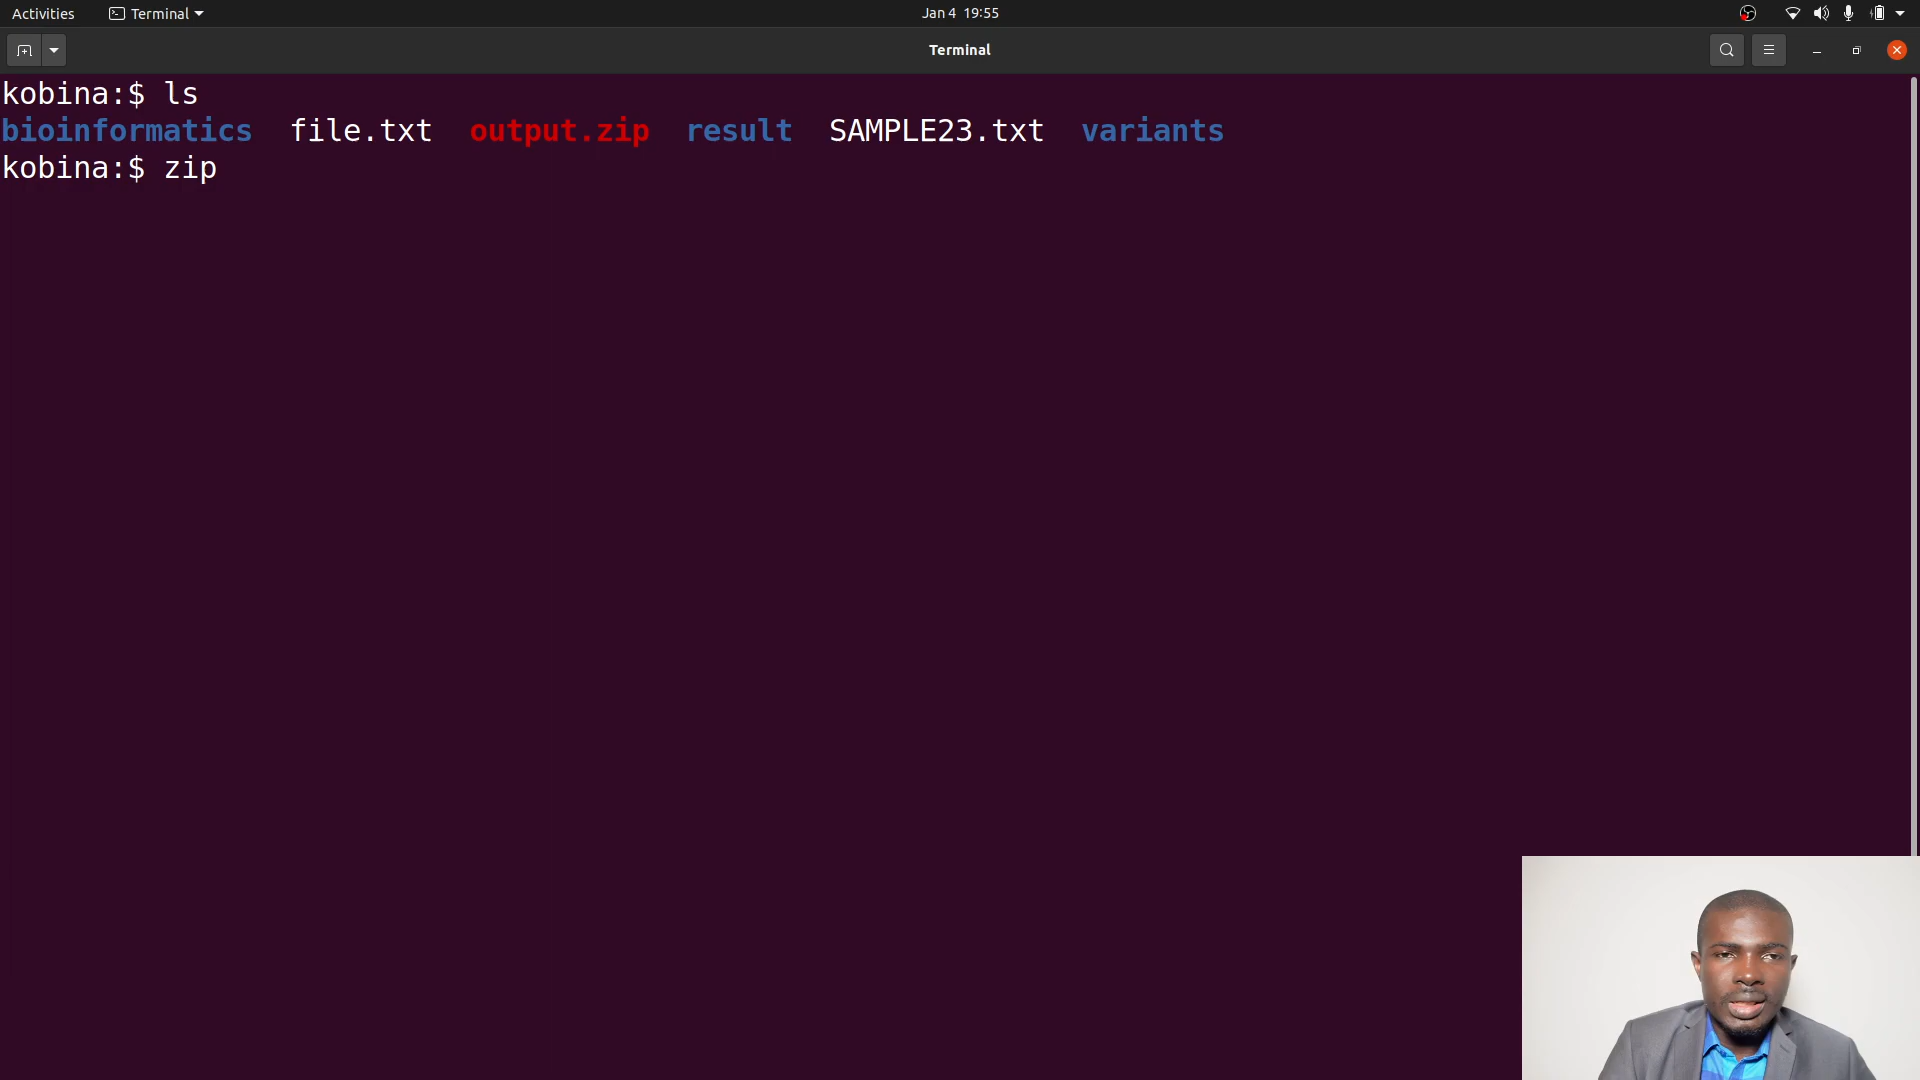 Activities Terminal Jan 4 19:55
Terminal
kobina:$ ls
bioinformatics file.txt output.zip result SAMPLE23.txt variants
kobina:$ zip